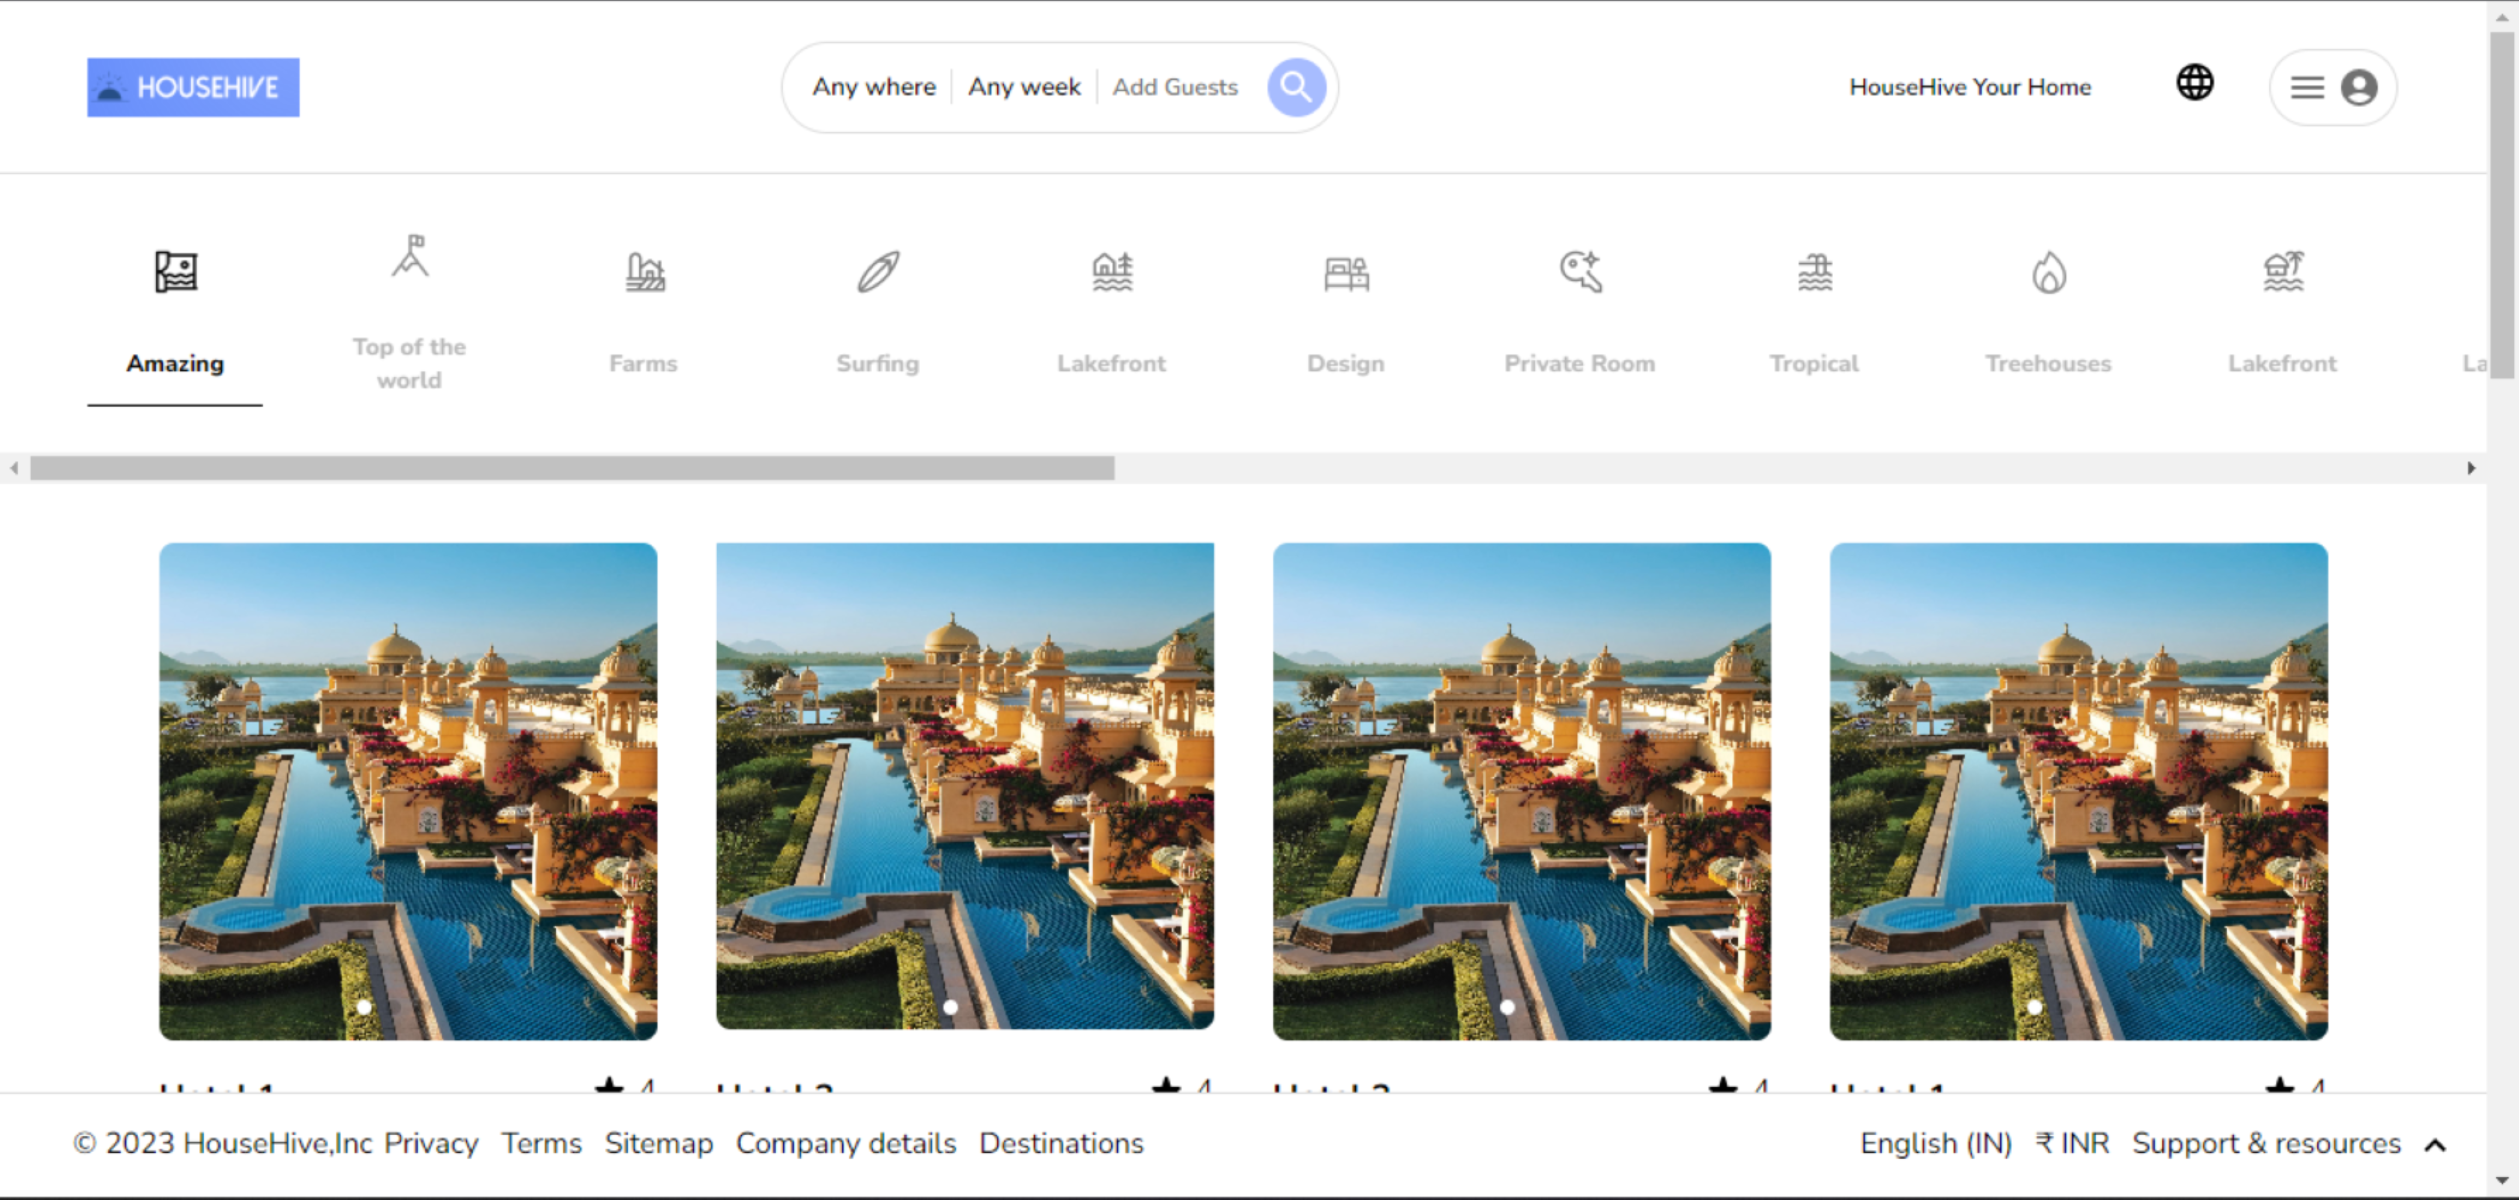 HOUSEHIVE
Any where Any week Add Guests
HouseHive Your Home
Amazing
Top of the
world
Farms
Surfing
Lakefront
Design
Private Room
Tropical
Treehouses
Lakefront
La
© 2023 HouseHive,Inc Privacy Terms Sitemap Company details Destinations
English (IN) ₹ INR Support & resources